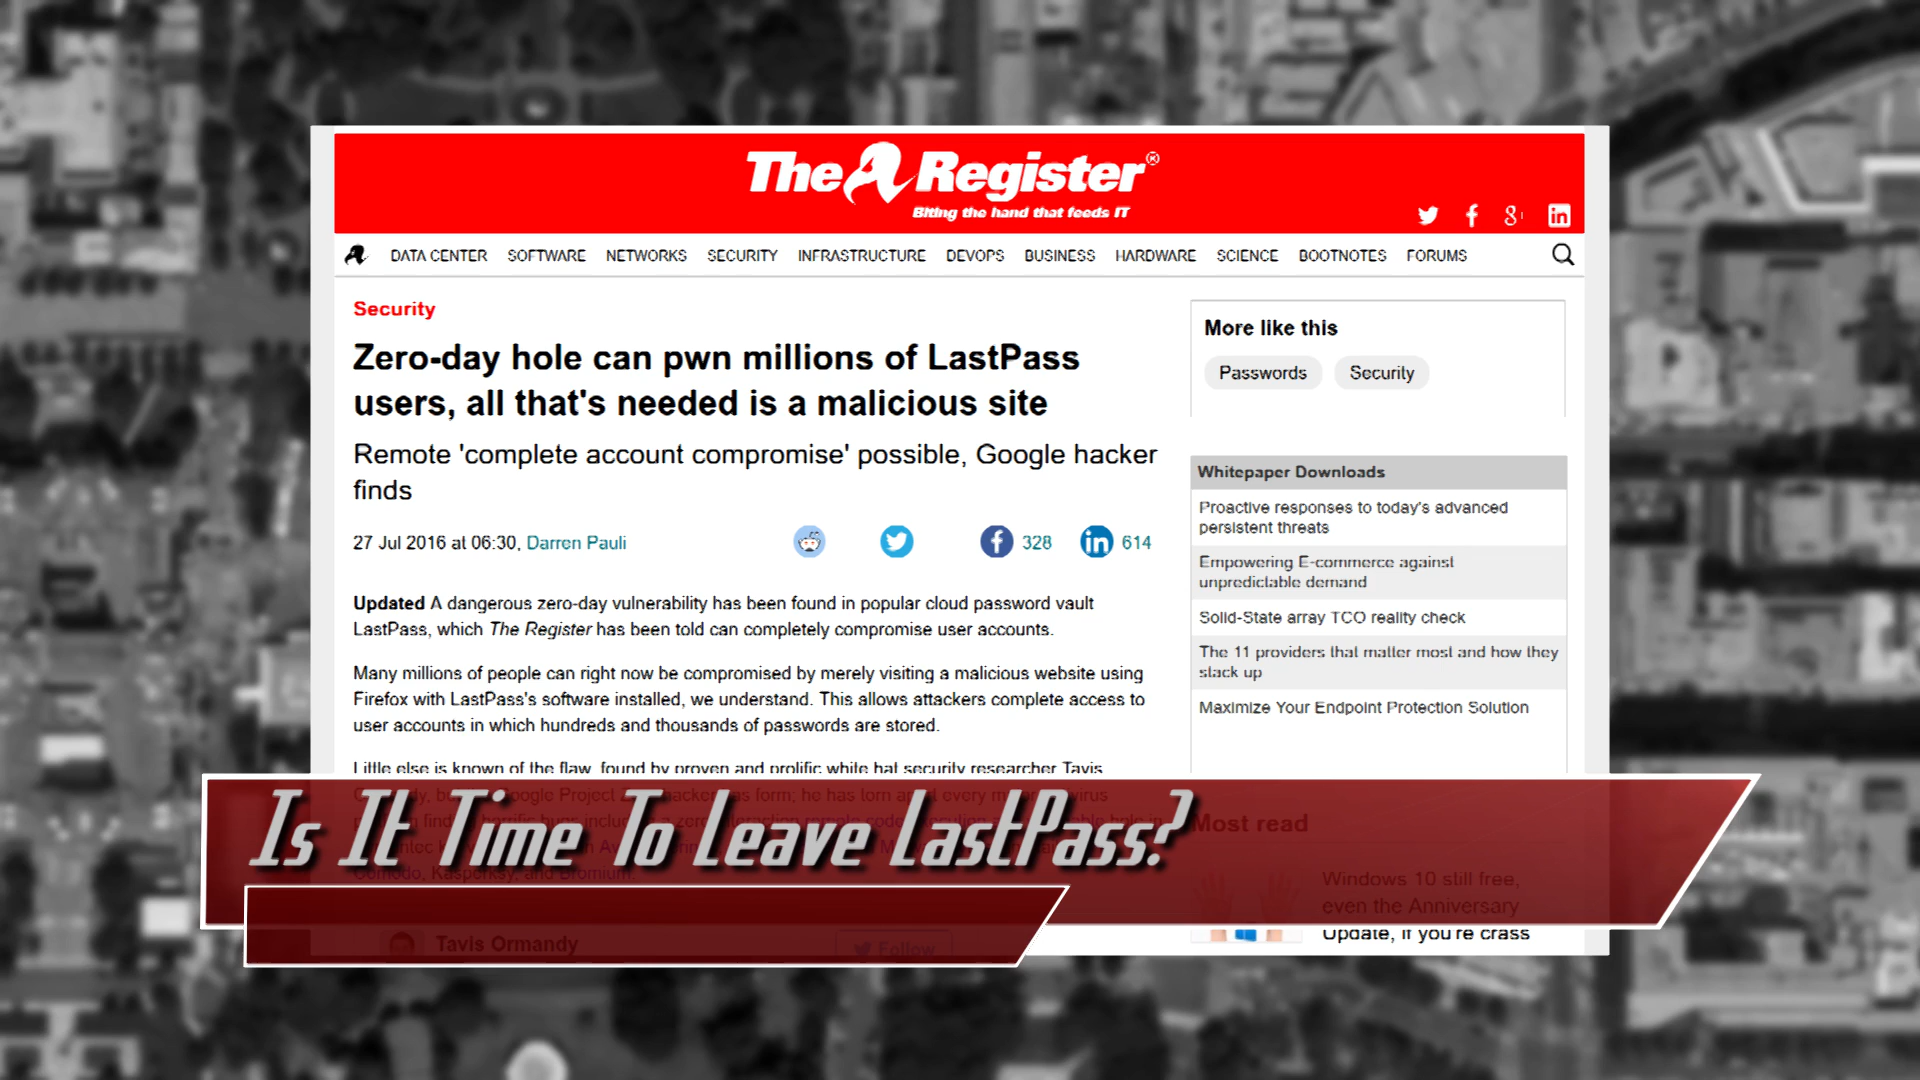 The Register®
Biting the hand that feeds IT
DATA CENTER SOFTWARE NETWORKS SECURITY INFRASTRUCTURE DEVOPS BUSINESS HARDWARE SCIENCE BOOTNOTES FORUMS
Security
Zero-day hole can pwn millions of LastPass
users, all that's needed is a malicious site
Remote 'complete account compromise' possible, Google hacker
finds
27 Jul 2016 at 06:30, Darren Pauli
328
614
Updated A dangerous zero-day vulnerability has been found in popular cloud password vault
LastPass, which The Register has been told can completely compromise user accounts.
Many millions of people can right now be compromised by merely visiting a malicious website using
Firefox with LastPass's software installed, we understand. This allows attackers complete access to
user accounts in which hundreds and thousands of passwords are stored.
Little else is known of the flaw, found by proven and prolific white hat security researcher Tavis
Comodo, Kaspersky, and Bromium.
Tavis Ormandy
Follow
More like this
Passwords Security
Whitepaper Downloads
Proactive responses to today's advanced
persistent threats
Empowering E-commerce against
unpredictable demand
Solid-State array TCO reality check
The 11 providers that matter most and how they
stack up
Maximize Your Endpoint Protection Solution
Most read
Windows 10 still free,
even the Anniversary
Update, if you're crass
Is It Time To Leave LastPass?